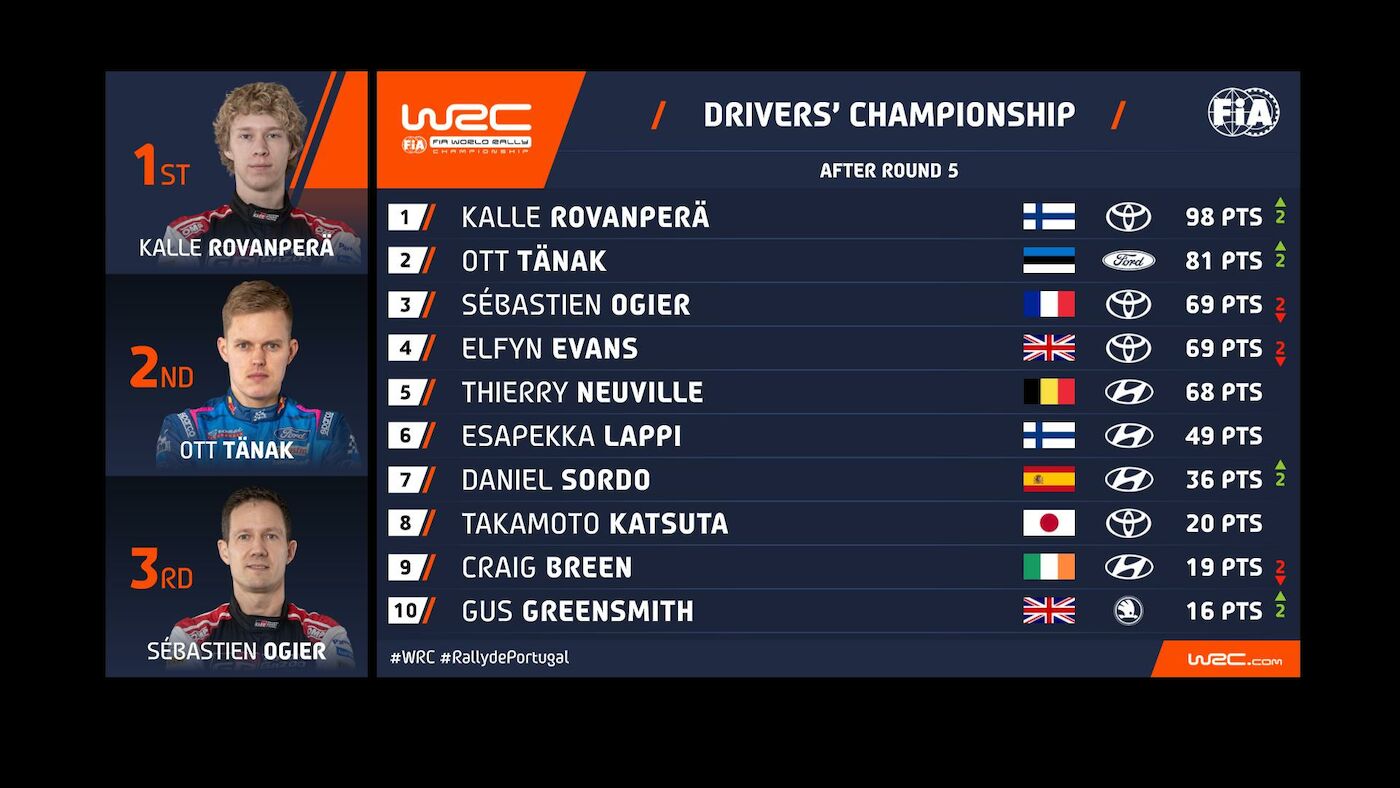 1ST
KALLE ROVANPERÄ
2ND
OTT TÄNAK
3RD
SÉBASTIEN OGIER
WRC
FIA WORLD RALLY
CHAMPIONSHIP
/ DRIVERS' CHAMPIONSHIP /
FIA
AFTER ROUND 5
1 / KALLE ROVANPERÄ 98 PTS 2
2 / OTT TÄNAK Ford 81 PTS 2
3 / SÉBASTIEN OGIER 69 PTS 2
4 / ELFYN EVANS 69 PTS 2
5 / THIERRY NEUVILLE 68 PTS
6 / ESAPEKKA LAPPI 49 PTS
7 / DANIEL SORDO 36 PTS 2
8 / TAKAMOTO KATSUTA 20 PTS
9 / CRAIG BREEN 19 PTS 2
10 / GUS GREENSMITH 16 PTS 2
#WRC #RallydePortugal
WRC.COM